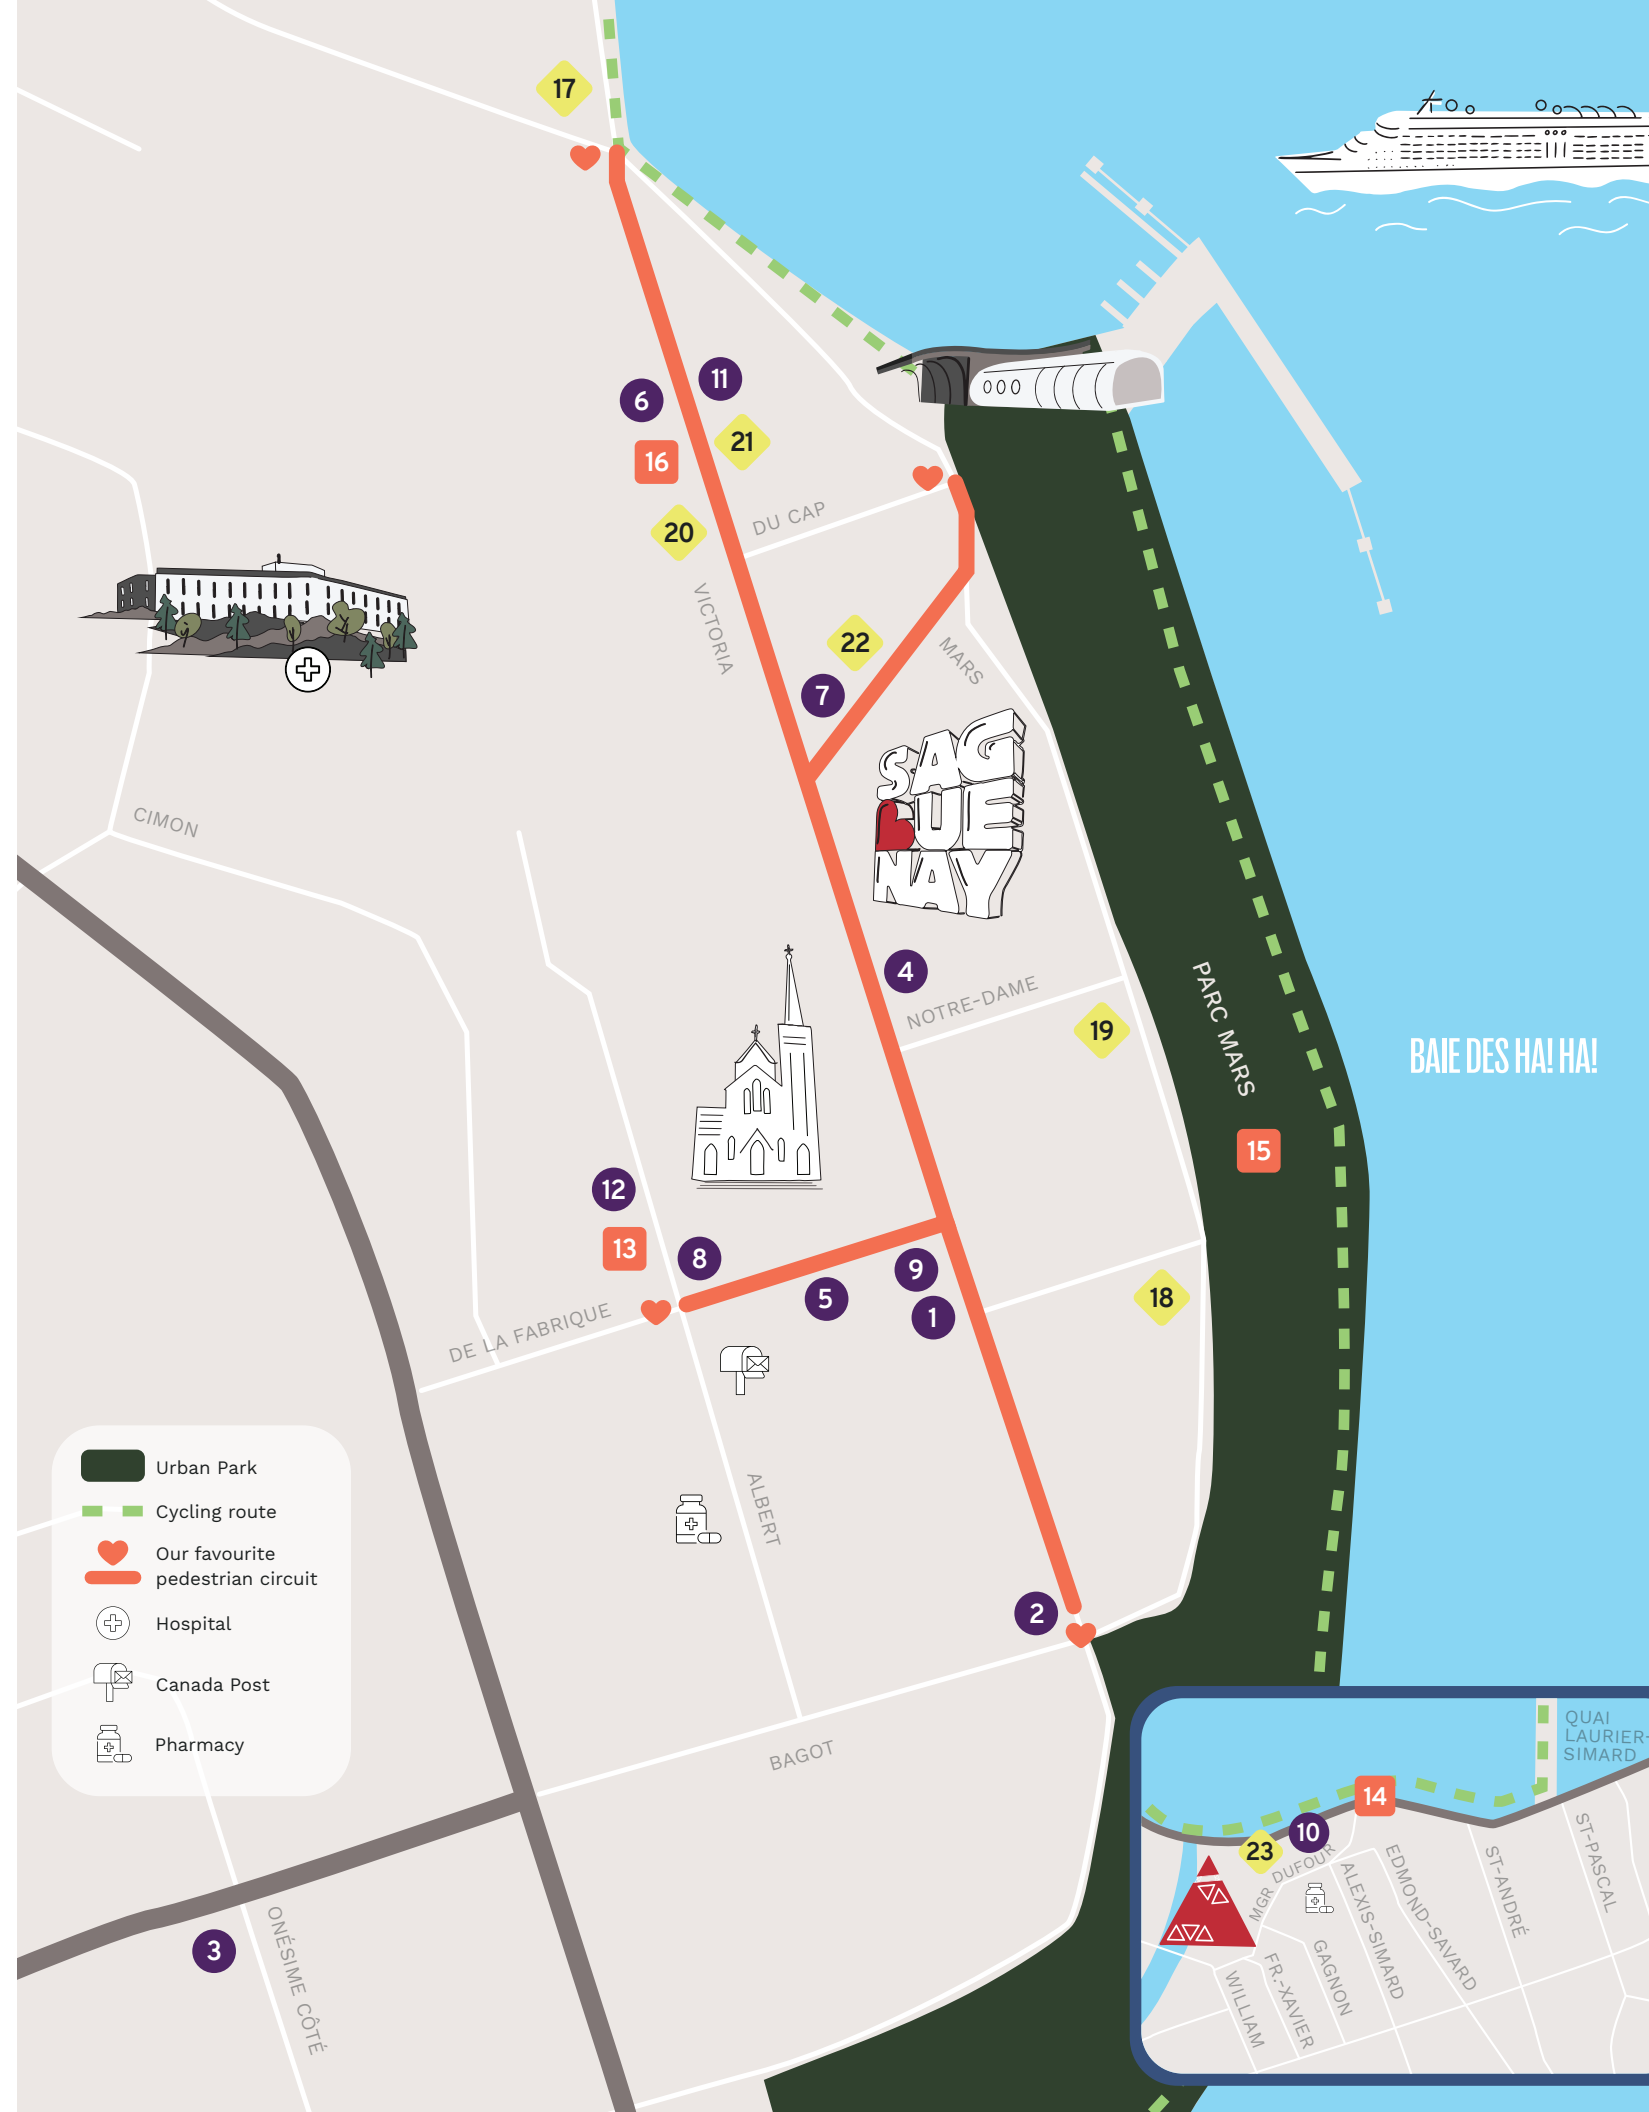 17
11
6
21
16
20
DU CAP
VICTORIA
22
MARS
7
SAG
UE
NAY
CIMON
4
NOTRE-DAME
19
PARC MARS
BAIE DES HA! HA!
15
12
13
8
9
5
1
18
DE LA FABRIQUE
ALBERT
2
BAGOT
Urban Park
Cycling route
Our favourite
pedestrian circuit
Hospital
Canada Post
Pharmacy
3
ONÉSIME CÔTÉ
QUAI
LAURIER-
SIMARD
14
10
23
MGR DUFOUR
ALEXIS-SIMARD
EDMOND-SAVARD
ST-ANDRÉ
ST-PASCAL
GAGNON
FR.-XAVIER
WILLIAM